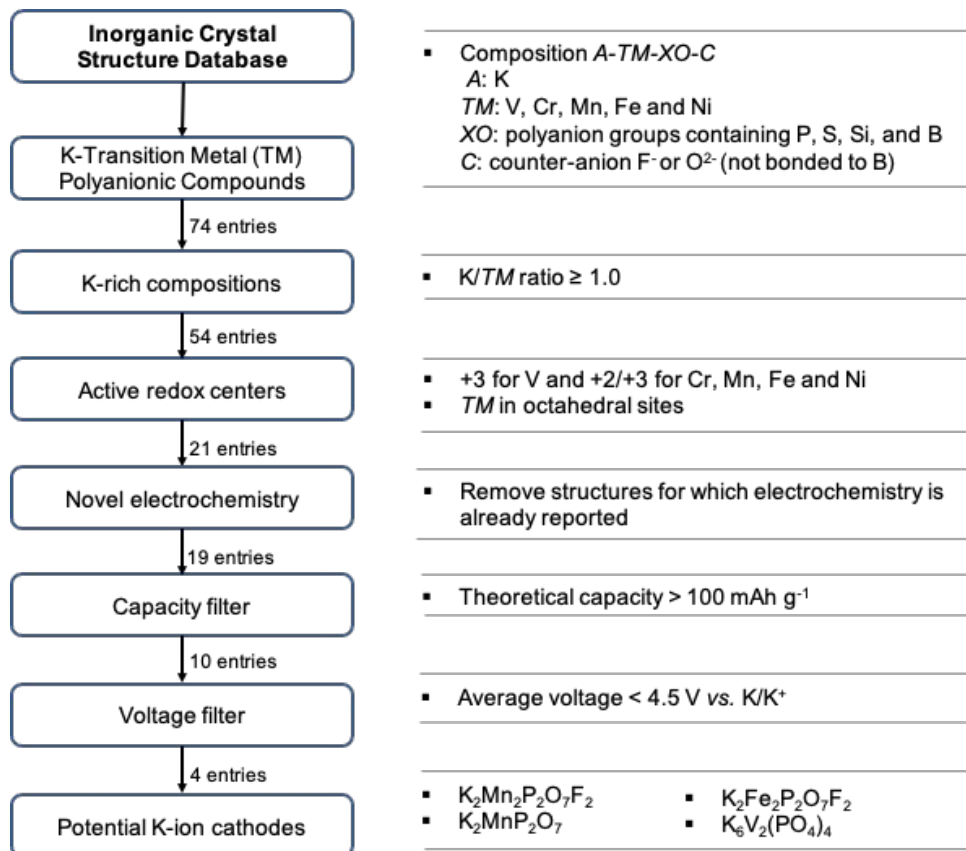 Inorganic Crystal
Structure Database
▪ Composition A-TM-XO-C
A: K
TM: V, Cr, Mn, Fe and Ni
XO: polyanion groups containing P, S, Si, and B
C: counter-anion F⁻ or O²⁻ (not bonded to B)
K-Transition Metal (TM)
Polyanionic Compounds
74 entries
K-rich compositions
▪ K/TM ratio ≥ 1.0
54 entries
Active redox centers
▪ +3 for V and +2/+3 for Cr, Mn, Fe and Ni
▪ TM in octahedral sites
21 entries
Novel electrochemistry
▪ Remove structures for which electrochemistry is
already reported
19 entries
Capacity filter
▪ Theoretical capacity > 100 mAh g⁻¹
10 entries
Voltage filter
▪ Average voltage < 4.5 V vs. K/K⁺
4 entries
Potential K-ion cathodes
▪ K₂Mn₂P₂O₇F₂
▪ K₂MnP₂O₇
▪ K₂Fe₂P₂O₇F₂
▪ K₆V₂(PO₄)₄